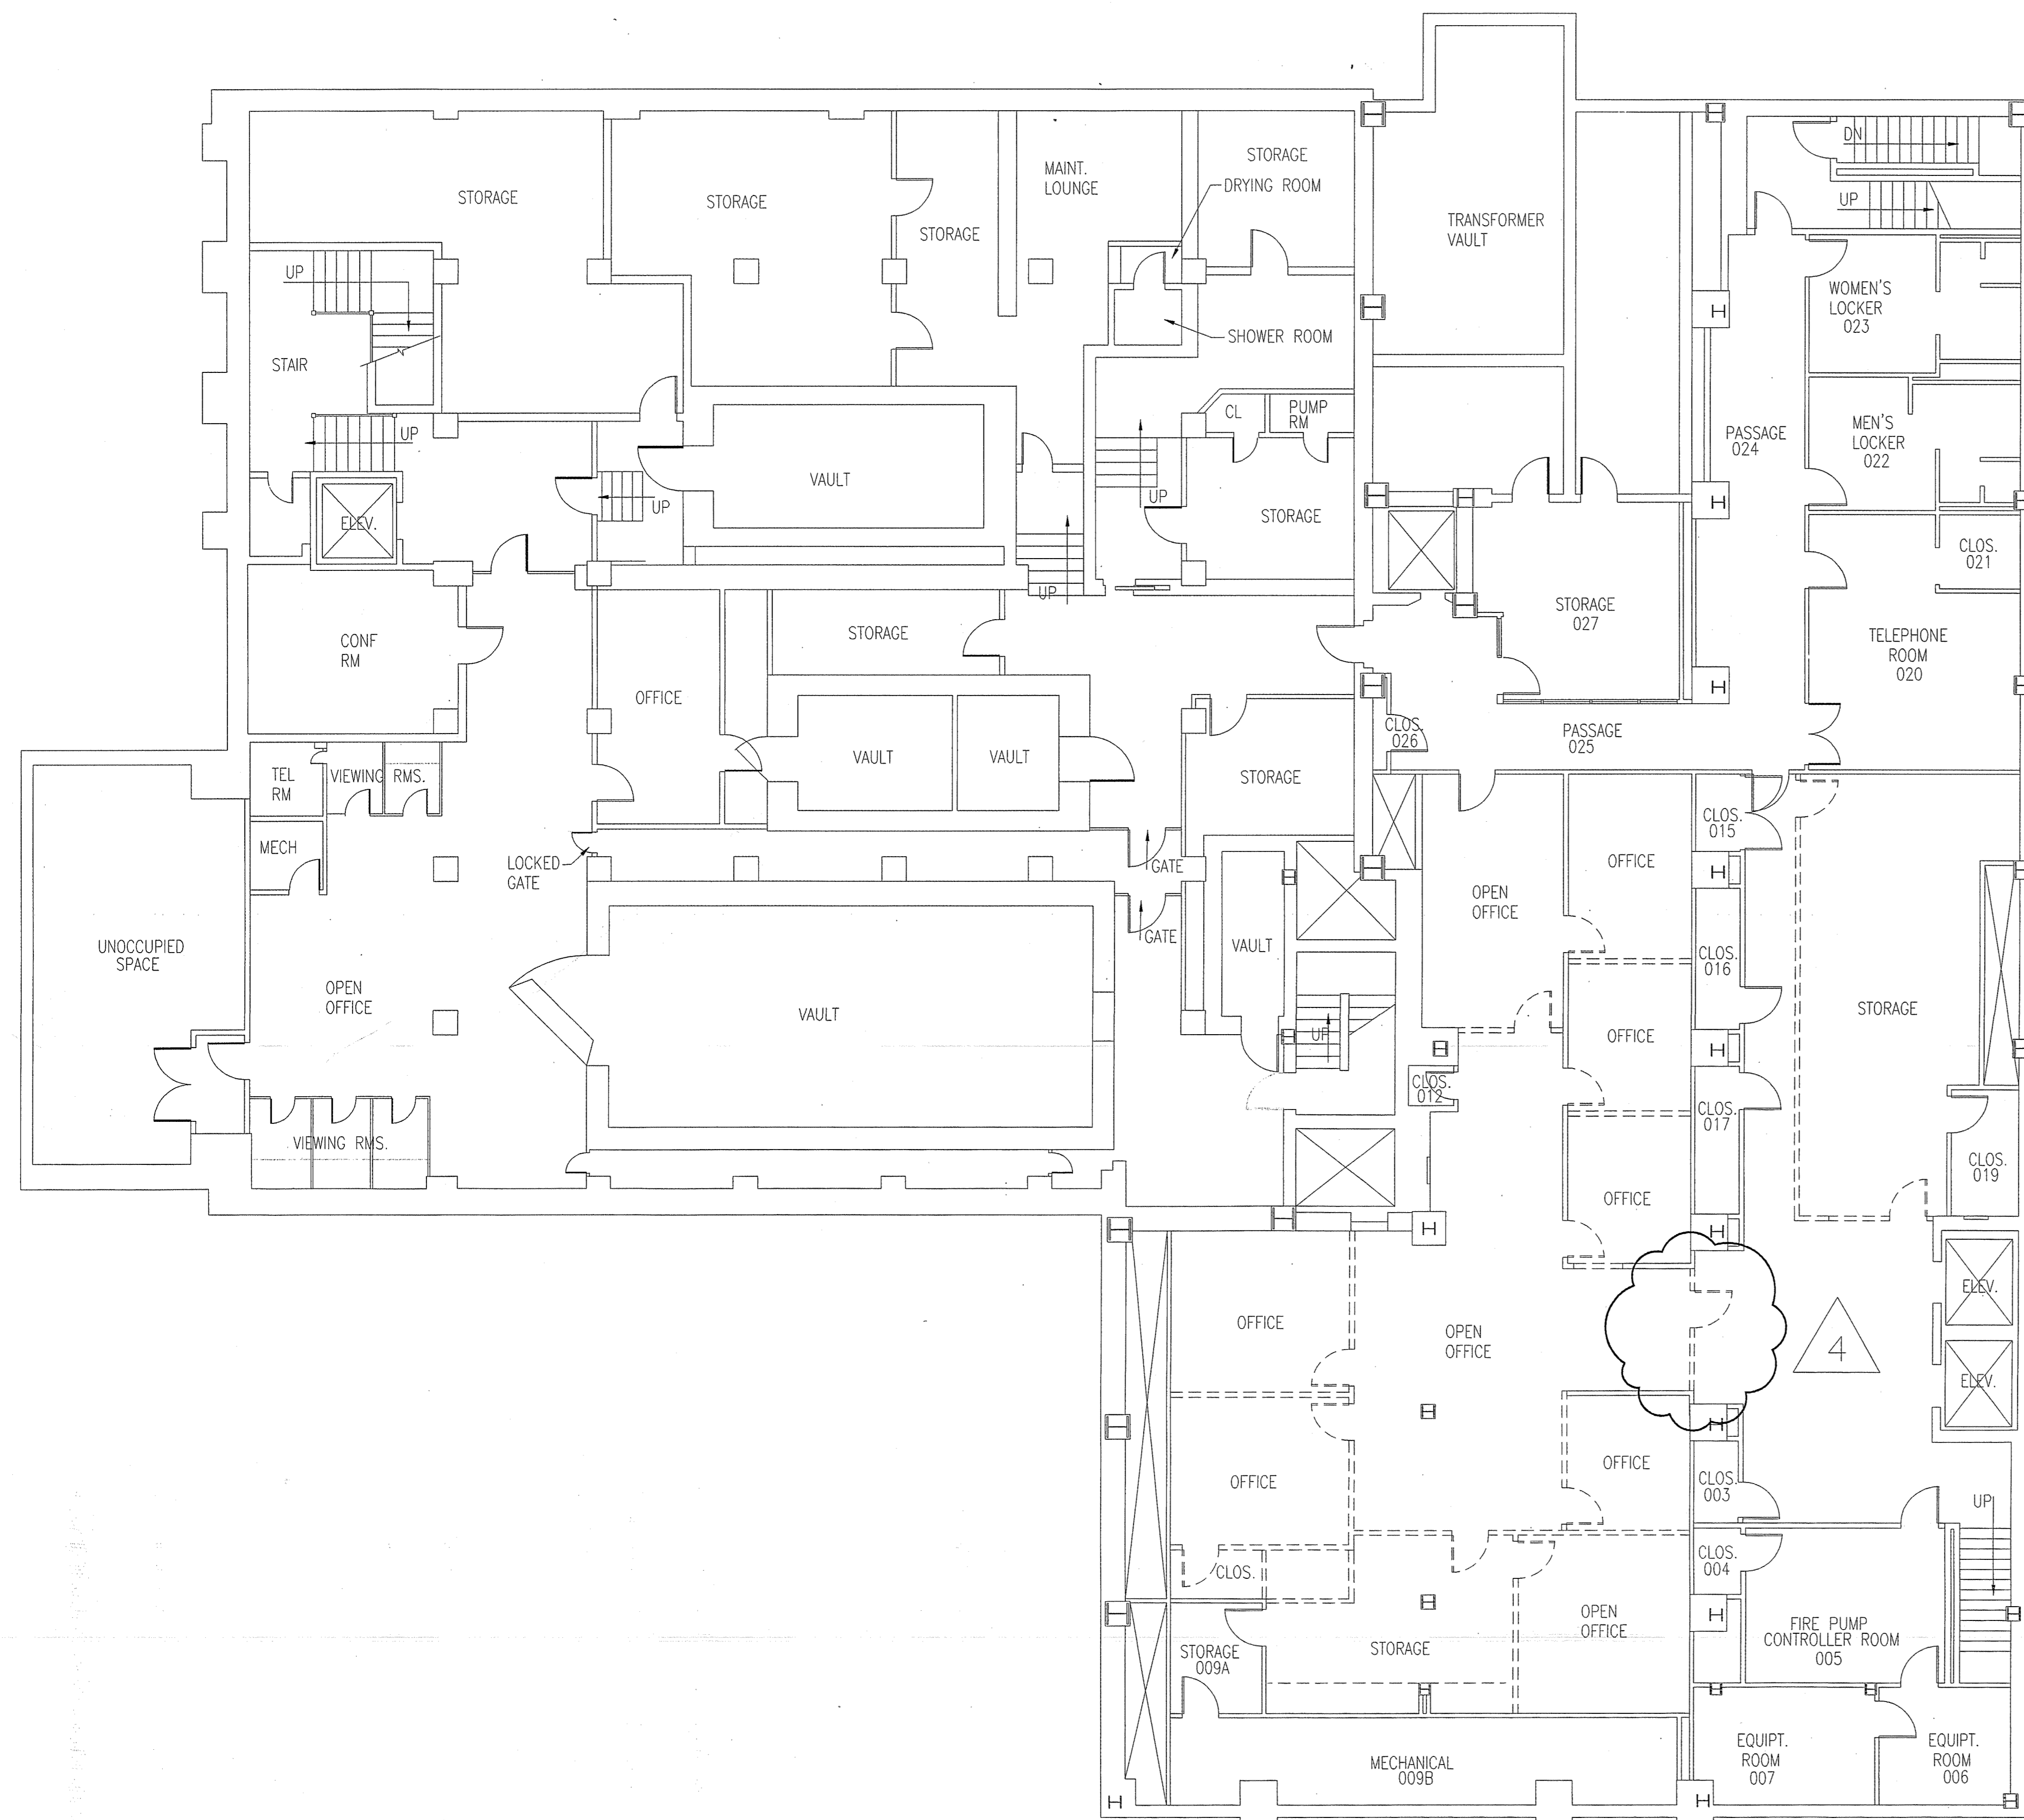 STORAGE
DN
MAINT.
LOUNGE
DRYING ROOM
STORAGE
STORAGE
UP
STORAGE
TRANSFORMER
VAULT
UP
WOMEN'S
LOCKER
023
SHOWER ROOM
STAIR
CL
PUMP
RM
UP
PASSAGE
024
MEN'S
LOCKER
022
VAULT
UP
UP
STORAGE
ELEV.
CLOS.
021
UP
STORAGE
027
CONF
RM
STORAGE
TELEPHONE
ROOM
020
OFFICE
CLOS.
026
PASSAGE
025
VAULT
VAULT
TEL
RM
VIEWING
RMS.
STORAGE
CLOS.
015
MECH
LOCKED
GATE
GATE
OFFICE
OPEN
OFFICE
UNOCCUPIED
SPACE
GATE
VAULT
CLOS.
016
OPEN
OFFICE
VAULT
STORAGE
UP
OFFICE
CLOS.
012
CLOS.
017
VIEWING RMS.
CLOS.
019
OFFICE
ELEV.
OFFICE
OPEN
OFFICE
4
ELEV.
OFFICE
OFFICE
CLOS.
003
UP
CLOS.
CLOS.
004
OPEN
OFFICE
STORAGE
009A
STORAGE
FIRE PUMP
CONTROLLER ROOM
005
MECHANICAL
009B
EQUIPT.
ROOM
007
EQUIPT.
ROOM
006